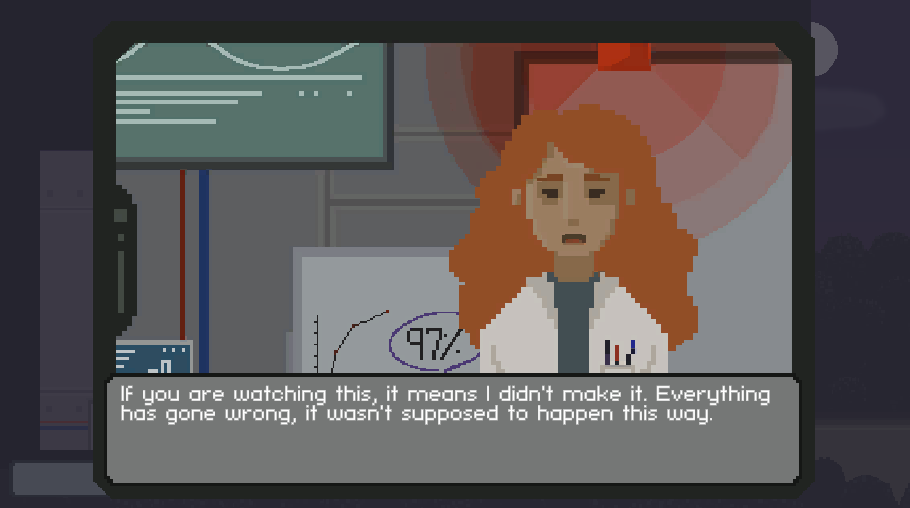 97%
If you are watching this, it means I didn't make it. Everything
has gone wrong, it wasn't supposed to happen this way.